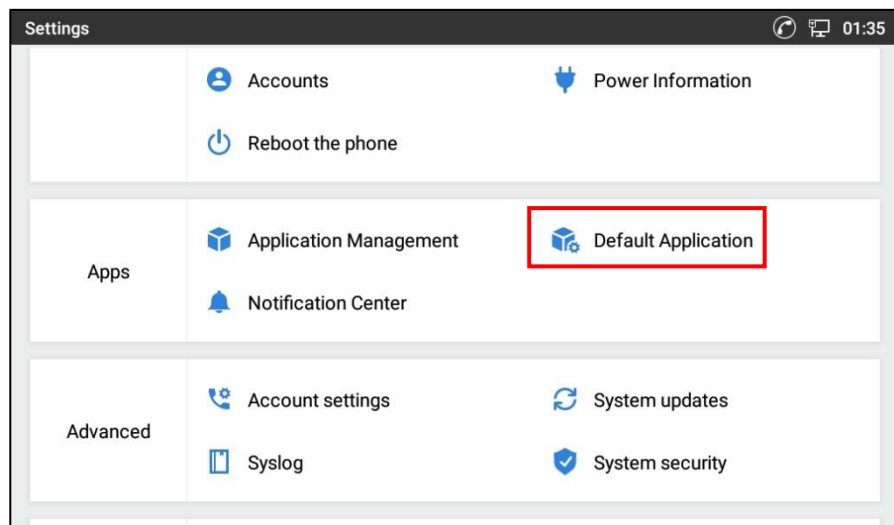 Settings 01:35
Accounts Power Information
Reboot the phone
Apps
Application Management Default Application
Notification Center
Advanced
Account settings System updates
Syslog System security